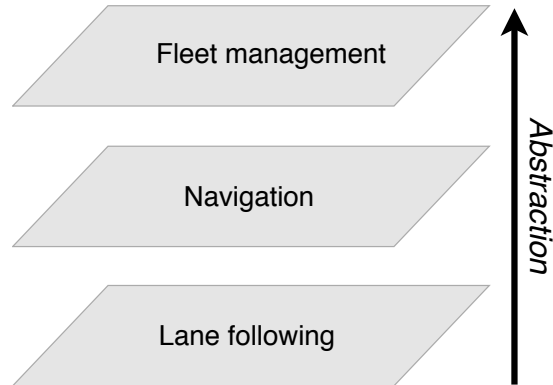 Fleet management
Navigation
Lane following
Abstraction